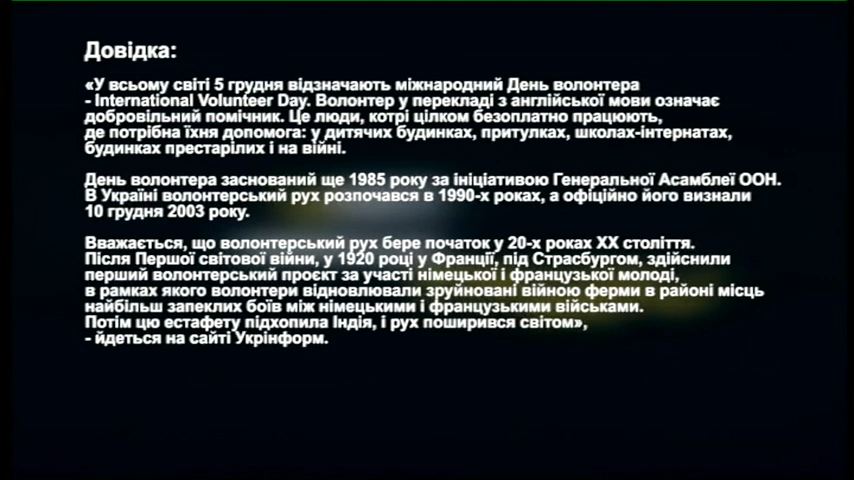 Довідка:
«У всьому світі 5 грудня відзначають міжнародний День волонтера
- International Volunteer Day. Волонтер у перекладі з англійської мови означає
добровільний помічник. Це люди, котрі цілком безоплатно працюють,
де потрібна їхня допомога: у дитячих будинках, притулках, школах-інтернатах,
будинках престарілих і на війні.
День волонтера заснований ще 1985 року за ініціативою Генеральної Асамблеї ООН.
В Україні волонтерський рух розпочався в 1990-х роках, а офіційно його визнали
10 грудня 2003 року.
Вважається, що волонтерський рух бере початок у 20-х роках ХХ століття.
Після Першої світової війни, у 1920 році у Франції, під Страсбургом, здійснили
перший волонтерський проєкт за участі німецької і французької молоді,
в рамках якого волонтери відновлювали зруйновані війною ферми в районі місць
найбільш запеклих боїв між німецькими і французькими військами.
Потім цю естафету підхопила Індія, і рух поширився світом»,
- йдеться на сайті Укрінформ.